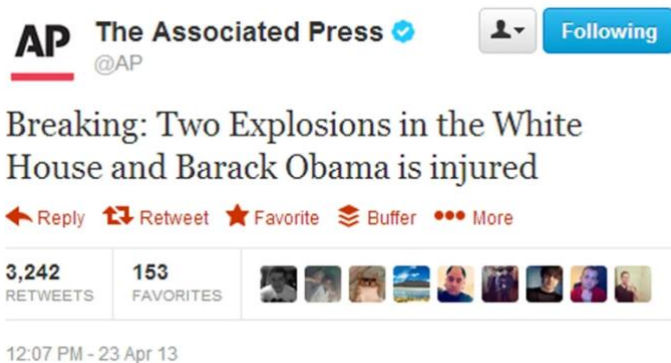 AP The Associated Press
@AP
Following
Breaking: Two Explosions in the White
House and Barack Obama is injured
Reply Retweet Favorite Buffer More
3,242 153
RETWEETS FAVORITES
12:07 PM - 23 Apr 13